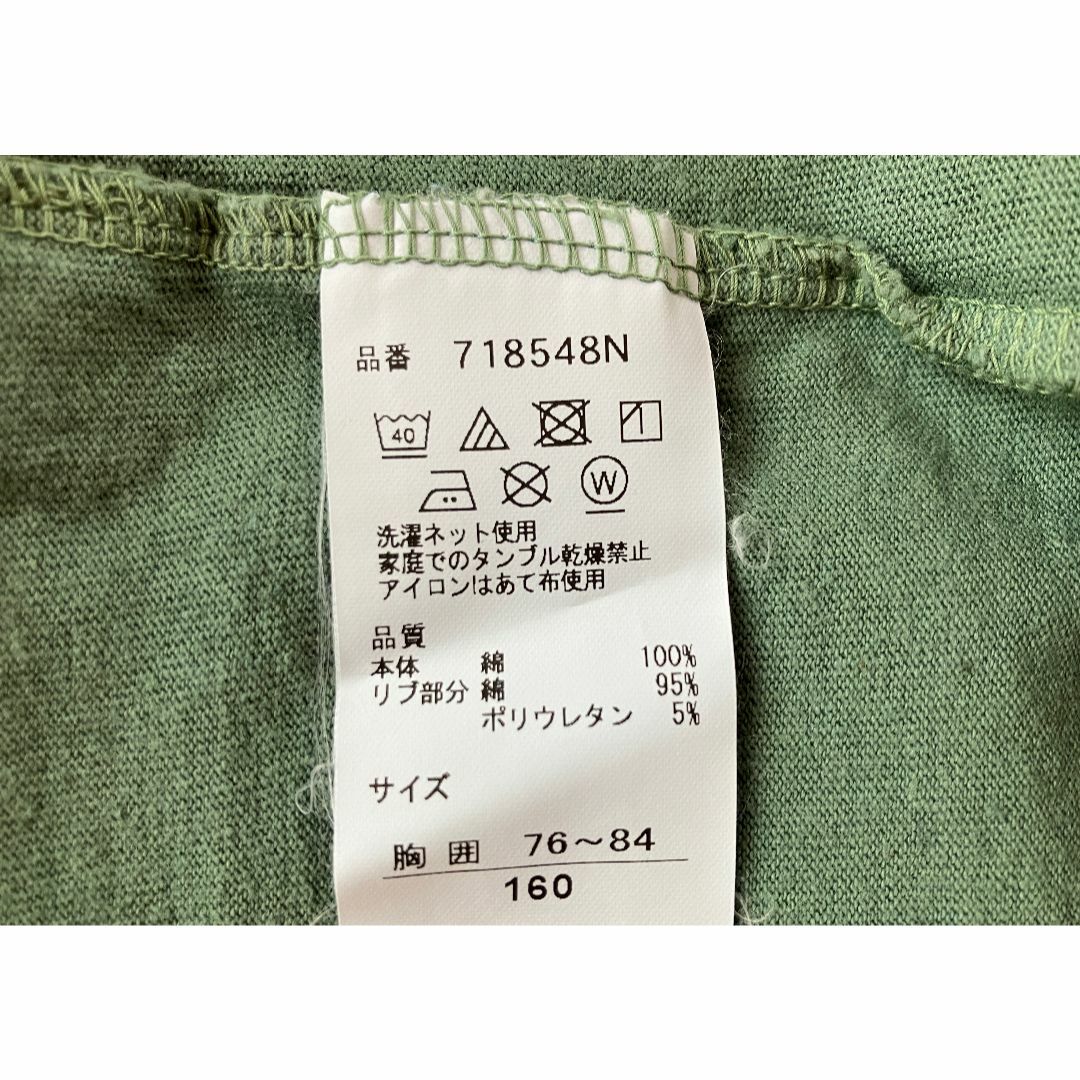 品番 718548N
40
W
洗濯ネット使用
家庭でのタンブル乾燥禁止
アイロンはあて布使用
品質
本体 綿 100%
リブ部分 綿 95%
ポリウレタン 5%
サイズ
胸囲 76～84
160